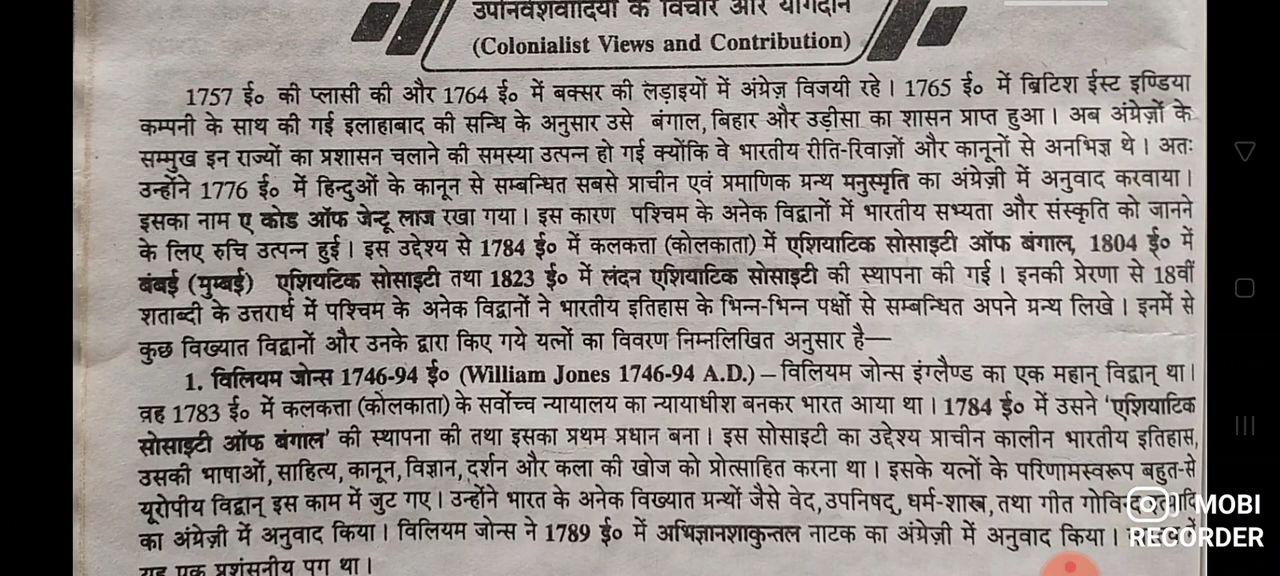 उपनिवेशवादियों के विचार और योगदान
(Colonialist Views and Contribution)
1757 ई० की प्लासी की और 1764 ई० में बक्सर की लड़ाइयों में अंग्रेज़ विजयी रहे। 1765 ई० में ब्रिटिश ईस्ट इण्डिया
कम्पनी के साथ की गई इलाहाबाद की सन्धि के अनुसार उसे बंगाल, बिहार और उड़ीसा का शासन प्राप्त हुआ। अब अंग्रेज़ों के
सम्मुख इन राज्यों का प्रशासन चलाने की समस्या उत्पन्न हो गई क्योंकि वे भारतीय रीति-रिवाज़ों और कानूनों से अनभिज्ञ थे। अतः
उन्होंने 1776 ई० में हिन्दुओं के कानून से सम्बन्धित सबसे प्राचीन एवं प्रमाणिक ग्रन्थ मनुस्मृति का अंग्रेज़ी में अनुवाद करवाया।
इसका नाम ए कोड ऑफ जेन्टू लाज रखा गया। इस कारण पश्चिम के अनेक विद्वानों में भारतीय सभ्यता और संस्कृति को जानने
के लिए रुचि उत्पन्न हुई। इस उद्देश्य से 1784 ई० में कलकत्ता (कोलकाता) में एशियाटिक सोसाइटी ऑफ बंगाल, 1804 ई० में
बंबई (मुम्बई) एशियटिक सोसाइटी तथा 1823 ई० में लंदन एशियाटिक सोसाइटी की स्थापना की गई। इनकी प्रेरणा से 18वीं
शताब्दी के उत्तरार्ध में पश्चिम के अनेक विद्वानों ने भारतीय इतिहास के भिन्न-भिन्न पक्षों से सम्बन्धित अपने ग्रन्थ लिखे। इनमें से
कुछ विख्यात विद्वानों और उनके द्वारा किए गये यत्नों का विवरण निम्नलिखित अनुसार है—
1. विलियम जोन्स 1746-94 ई० (William Jones 1746-94 A.D.) – विलियम जोन्स इंग्लैण्ड का एक महान् विद्वान् था।
वह 1783 ई० में कलकत्ता (कोलकाता) के सर्वोच्च न्यायालय का न्यायाधीश बनकर भारत आया था। 1784 ई० में उसने 'एशियाटिक
सोसाइटी ऑफ बंगाल' की स्थापना की तथा इसका प्रथम प्रधान बना। इस सोसाइटी का उद्देश्य प्राचीन कालीन भारतीय इतिहास,
उसकी भाषाओं, साहित्य, कानून, विज्ञान, दर्शन और कला की खोज को प्रोत्साहित करना था। इसके यत्नों के परिणामस्वरूप बहुत-से
यूरोपीय विद्वान् इस काम में जुट गए। उन्होंने भारत के अनेक विख्यात ग्रन्थों जैसे वेद, उपनिषद्, धर्म-शास्त्र, तथा गीत
का अंग्रेज़ी में अनुवाद किया। विलियम जोन्स ने 1789 ई० में अभिज्ञानशाकुन्तल नाटक का अंग्रेज़ी में अनुवाद किया।
यह एक प्रशंसनीय पग था।
MOBI
RECORDER